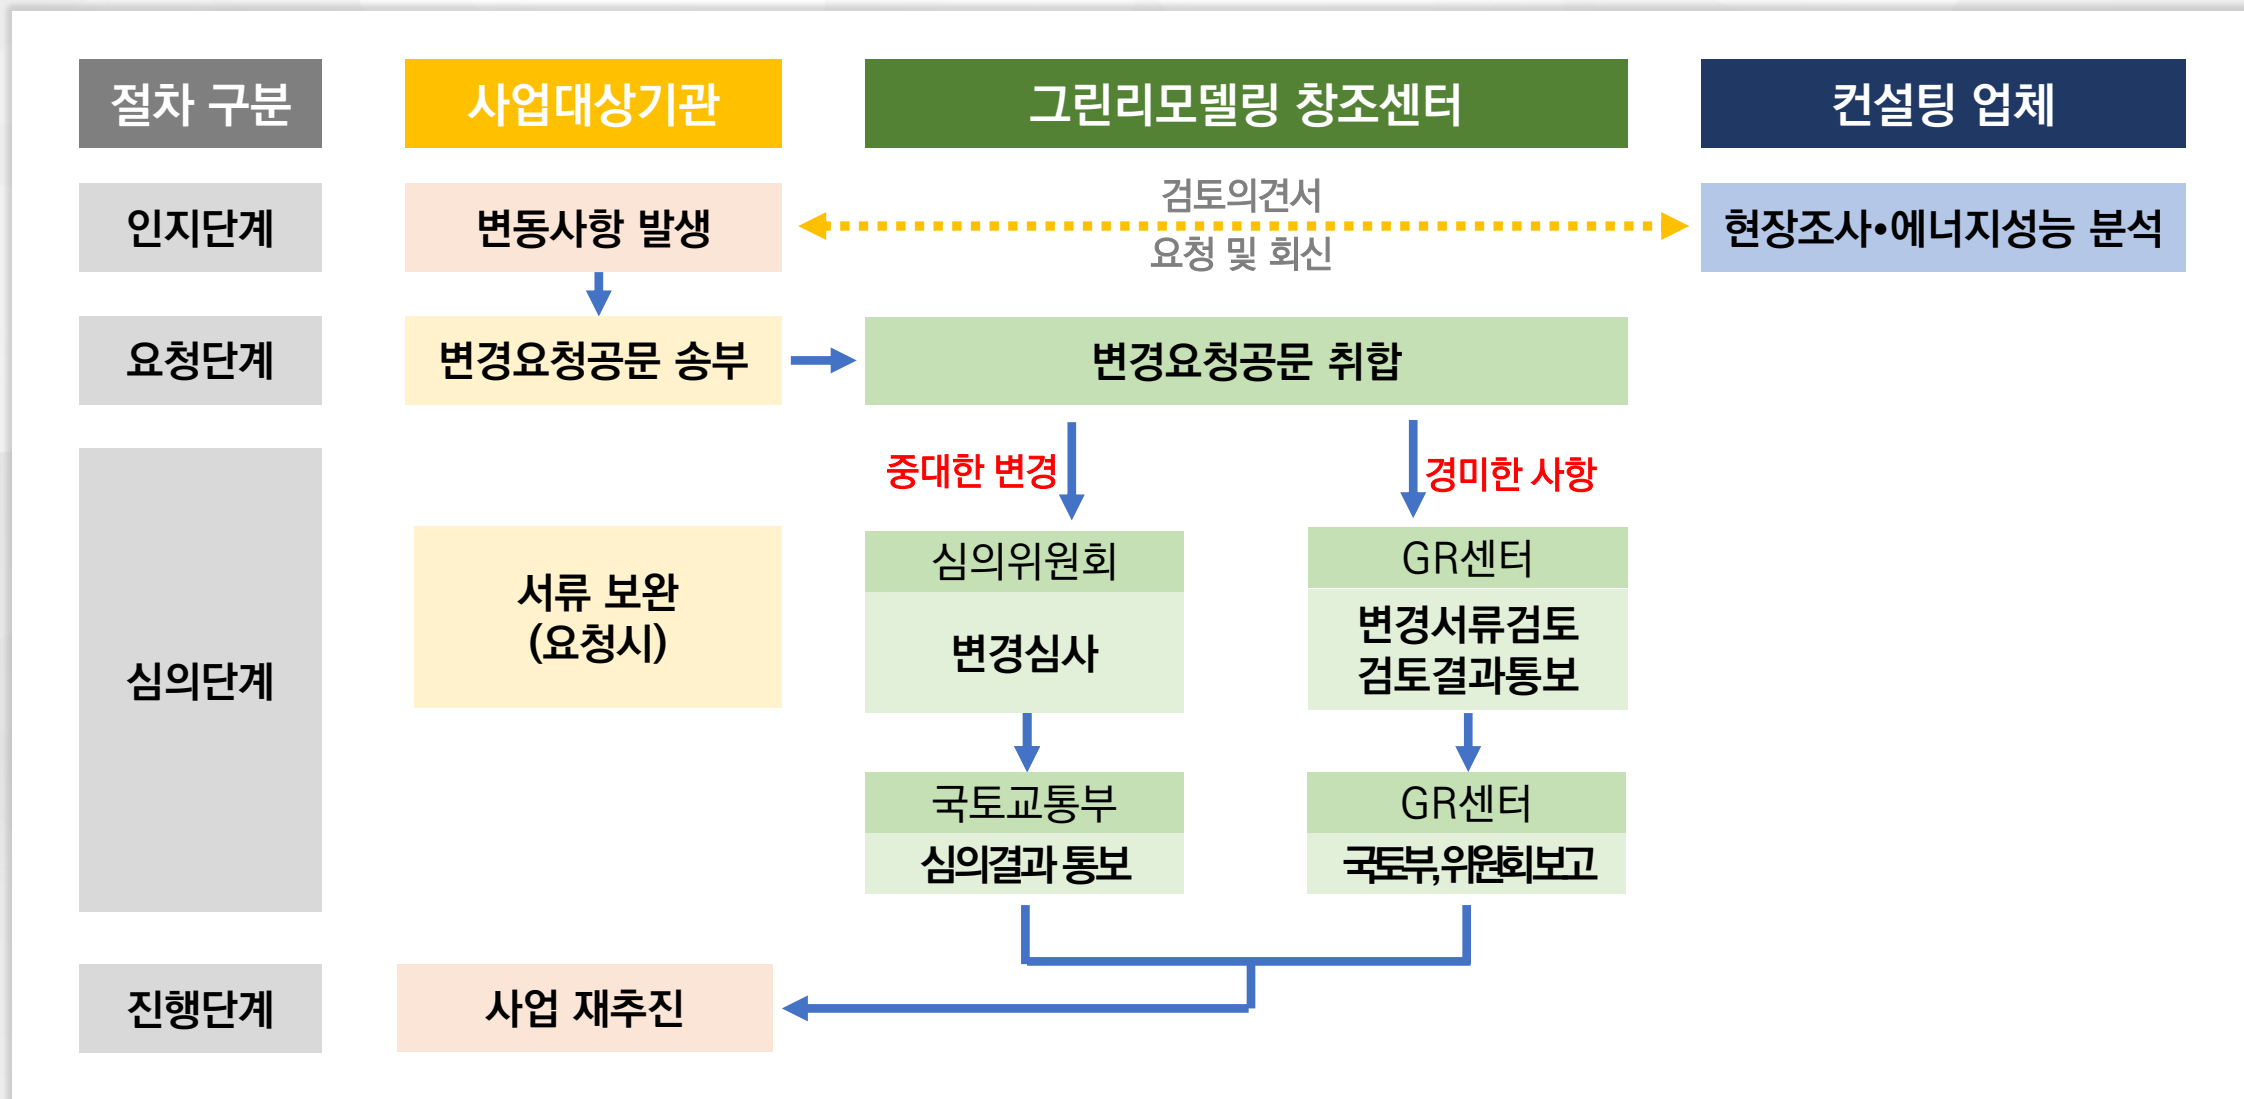 절차 구분
사업대상기관
그린리모델링 창조센터
컨설팅 업체
인지단계
변동사항 발생
검토의견서
요청 및 회신
현장조사•에너지성능 분석
요청단계
변경요청공문 송부
변경요청공문 취합
중대한 변경
경미한 사항
심의단계
서류 보완
(요청시)
심의위원회
변경심사
GR센터
변경서류검토
검토결과통보
국토교통부
심의결과 통보
GR센터
국토부,위원회보고
진행단계
사업 재추진